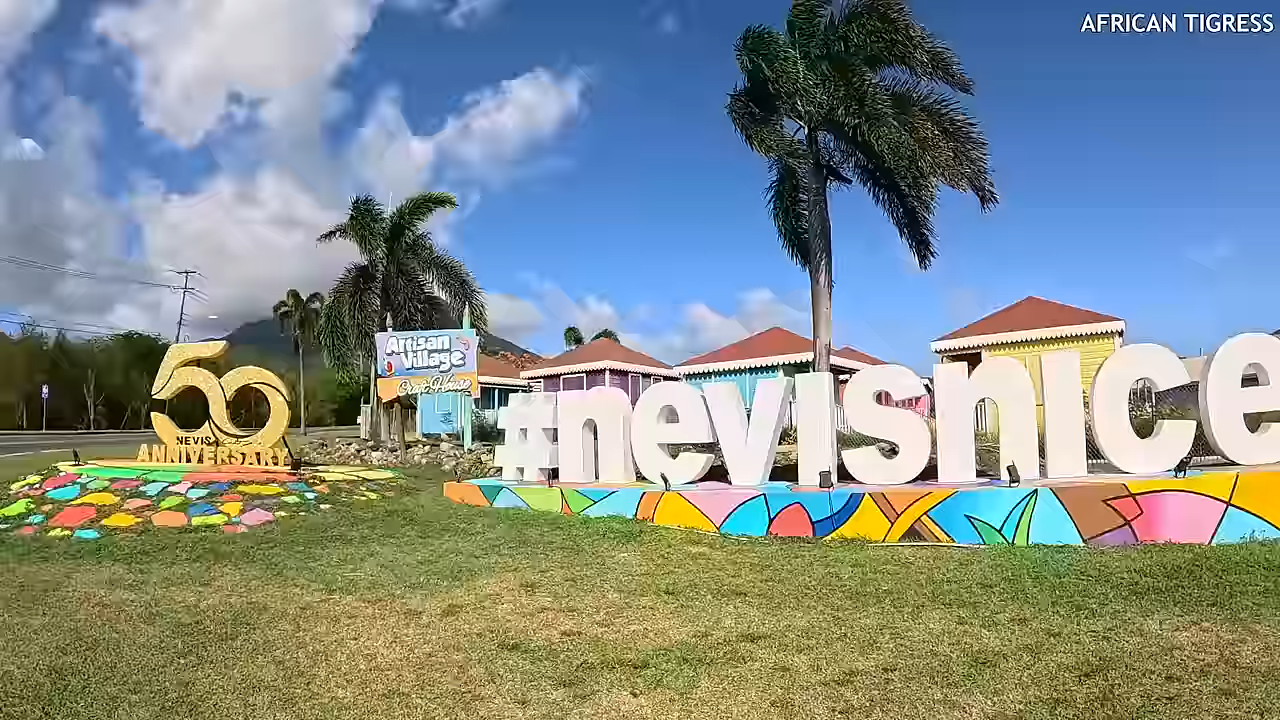 AFRICAN TIGRESS
Artisan
Village
Craft House
50
NEVIS
ANNIVERSARY
#nevisnice